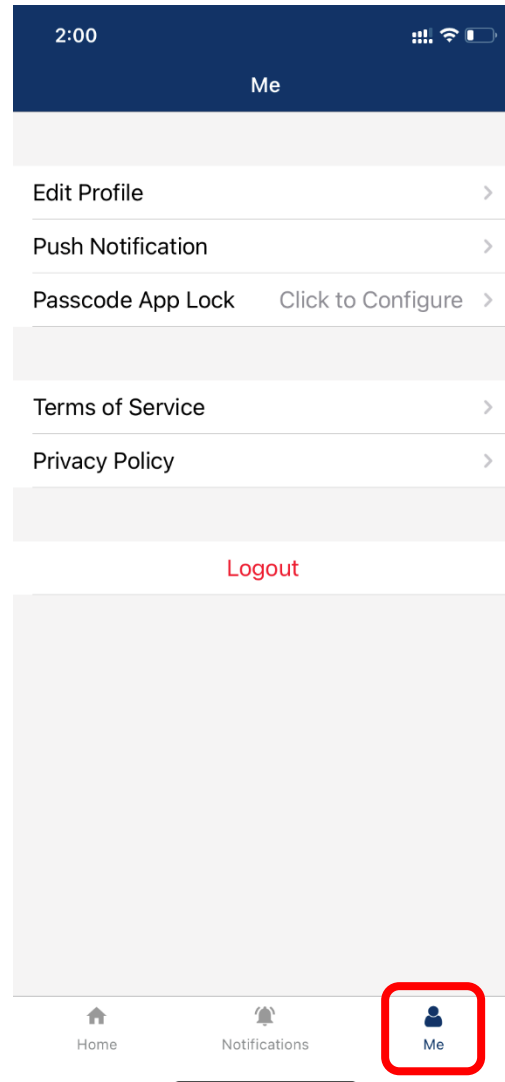 2:00
Me
Edit Profile
Push Notification
Passcode App Lock Click to Configure
Terms of Service
Privacy Policy
Logout
Home Notifications Me